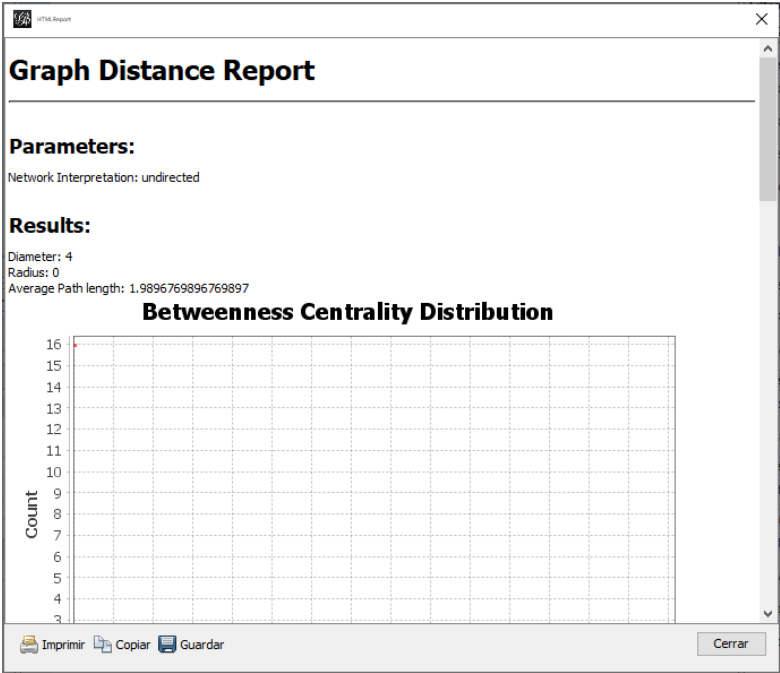 HTMLReport
Graph Distance Report
Parameters:
Network Interpretation: undirected
Results:
Diameter: 4
Radius: 0
Average Path length: 1.9896769896769897
Betweenness Centrality Distribution
16
15
14
13
12
11
10
9
8
7
6
5
4
3
Count
Imprimir Copiar Guardar Cerrar